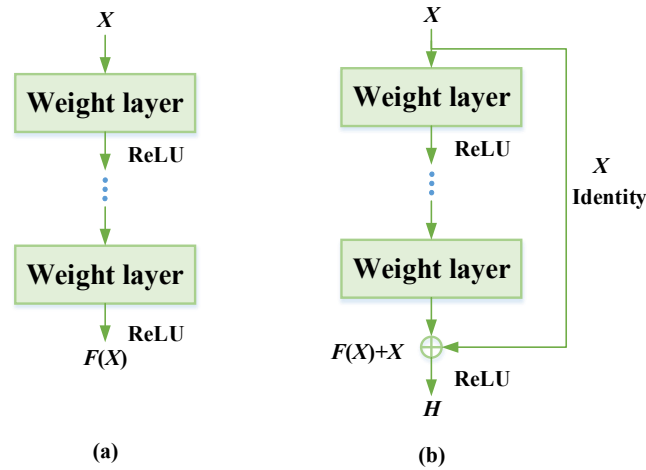 X
Weight layer
ReLU
Weight layer
ReLU
F(X)
(a)
X
Weight layer
ReLU
X
Identity
Weight layer
F(X)+X
ReLU
H
(b)